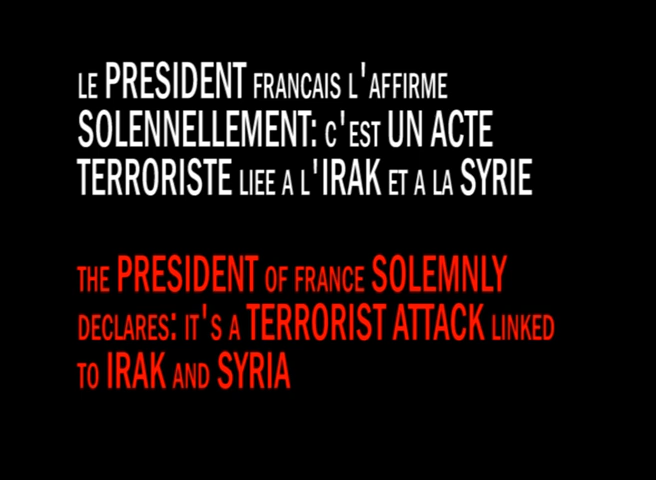 LE PRESIDENT FRANCAIS L'AFFIRME
SOLENNELLEMENT: C'EST UN ACTE
TERRORISTE LIEE A L'IRAK ET A LA SYRIE
THE PRESIDENT OF FRANCE SOLEMNLY
DECLARES: IT'S A TERRORIST ATTACK LINKED
TO IRAK AND SYRIA